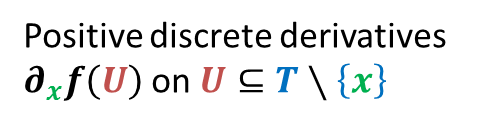 Positive discrete derivatives
∂ₓf(U) on U ⊆ T \ {x}